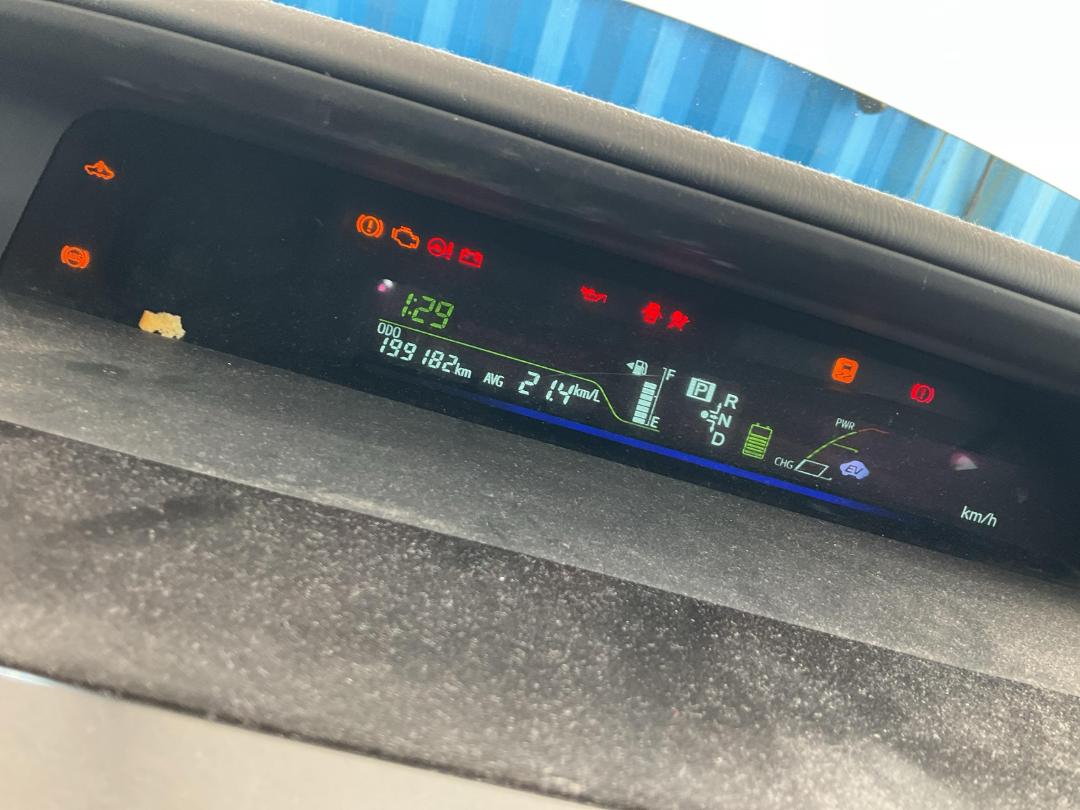 1:29
ODO
199182km
AVG 21.4km/L
F
E
P
R
N
D
PWR
CHG
EV
km/h